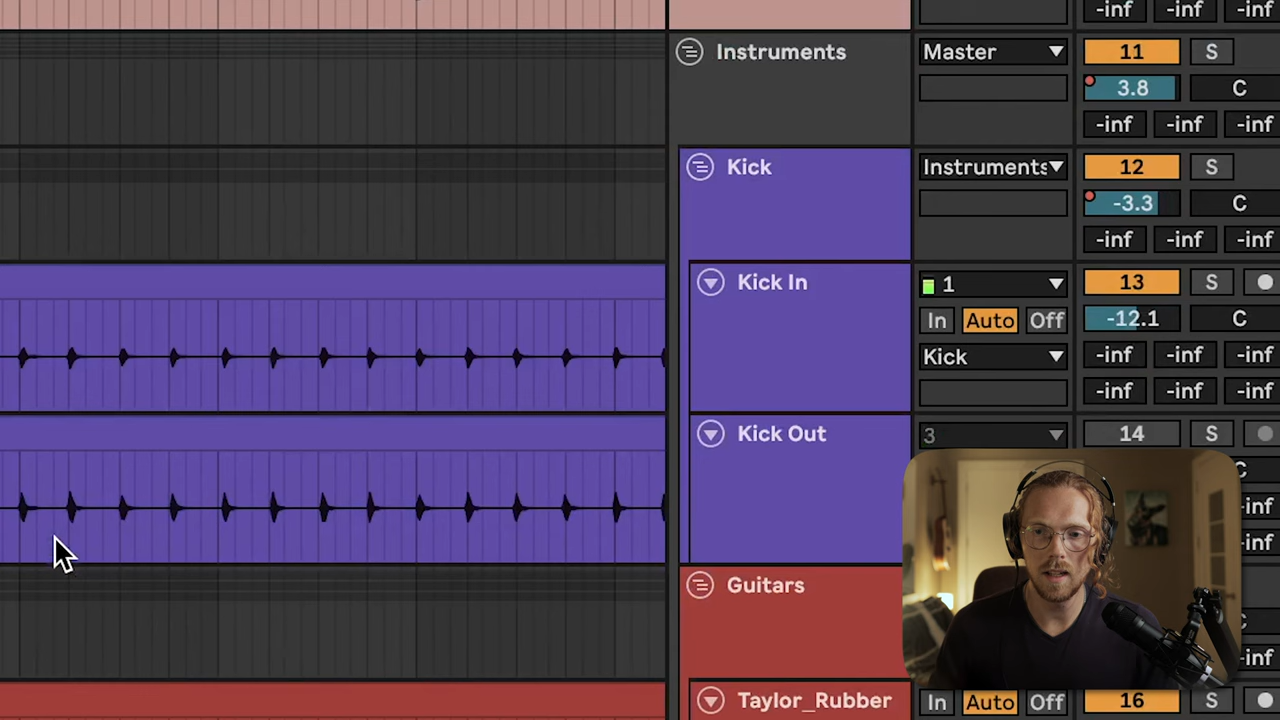 -inf -inf -inf
Instruments Master 11 S
3.8 C
-inf -inf -inf
Kick Instruments 12 S
-3.3 C
-inf -inf -inf
Kick In 1 13 S
In Auto Off -12.1 C
Kick -inf -inf -inf
-inf -inf -inf
Kick Out 3 14 S
C
-inf
-inf
Guitars
C
-inf
Taylor_Rubber In Auto Off 16 S